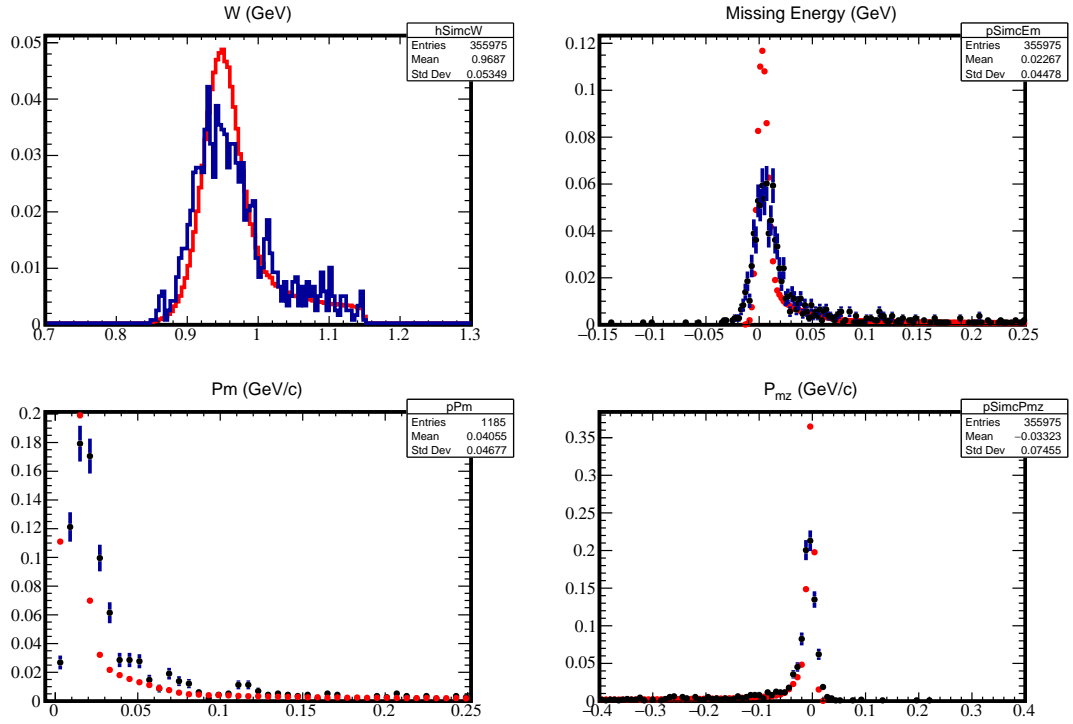 W (GeV)
hSimcW
Entries 355975
Mean 0.9687
Std Dev 0.05349
0.05
0.04
0.03
0.02
0.01
0
0.7 0.8 0.9 1 1.1 1.2 1.3
Missing Energy (GeV)
pSimcEm
Entries 355975
Mean 0.02267
Std Dev 0.04478
0.12
0.1
0.08
0.06
0.04
0.02
0
−0.15 −0.1 −0.05 0 0.05 0.1 0.15 0.2 0.25
Pm (GeV/c)
pPm
Entries 1185
Mean 0.04055
Std Dev 0.04677
0.2
0.18
0.16
0.14
0.12
0.1
0.08
0.06
0.04
0.02
0
0 0.05 0.1 0.15 0.2 0.25
Pmz (GeV/c)
pSimcPmz
Entries 355975
Mean −0.03323
Std Dev 0.07455
0.35
0.3
0.25
0.2
0.15
0.1
0.05
0
−0.4 −0.3 −0.2 −0.1 0 0.1 0.2 0.3 0.4